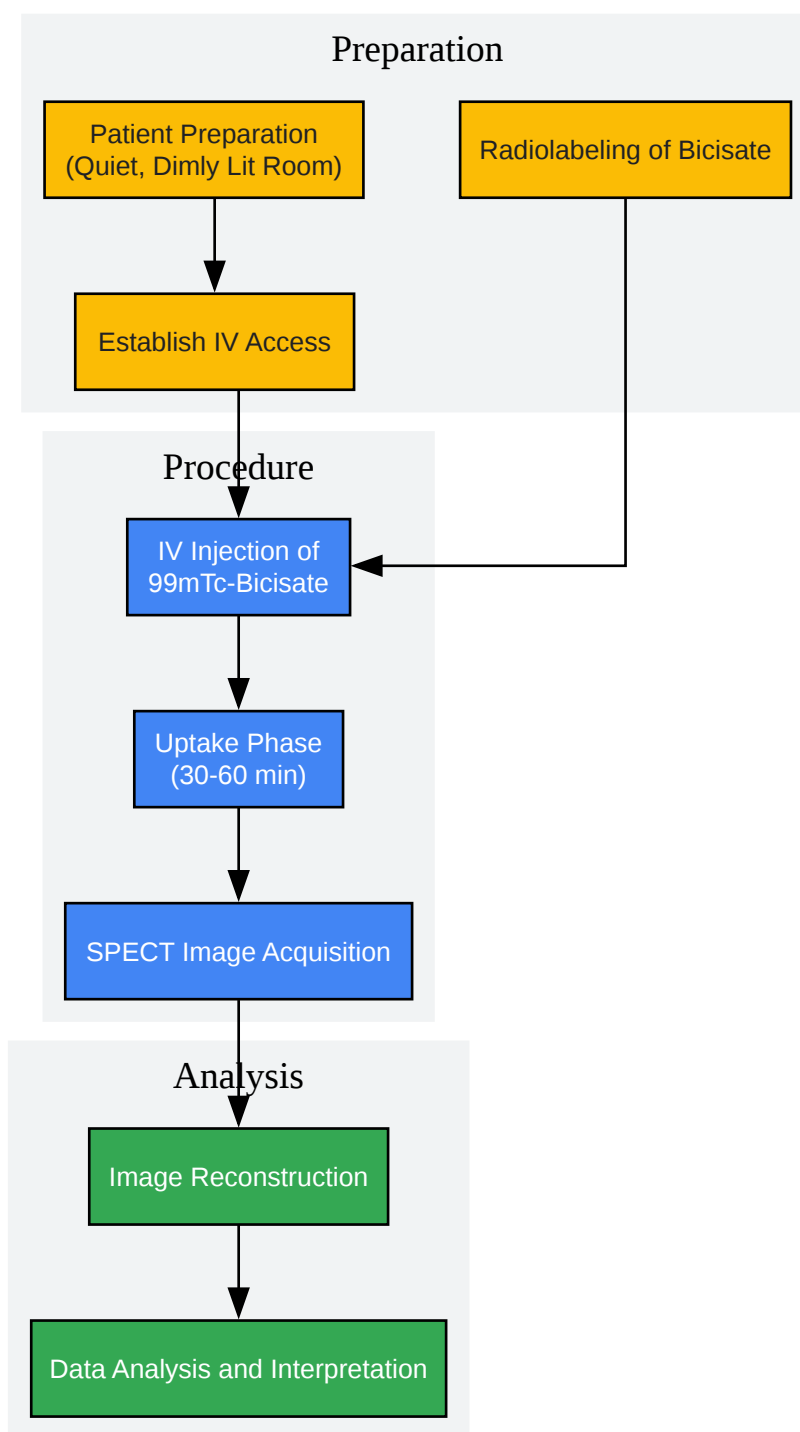 Preparation
Patient Preparation
(Quiet, Dimly Lit Room)
Radiolabeling of Bicisate
Establish IV Access
Procedure
IV Injection of
99mTc-Bicisate
Uptake Phase
(30-60 min)
SPECT Image Acquisition
Analysis
Image Reconstruction
Data Analysis and Interpretation